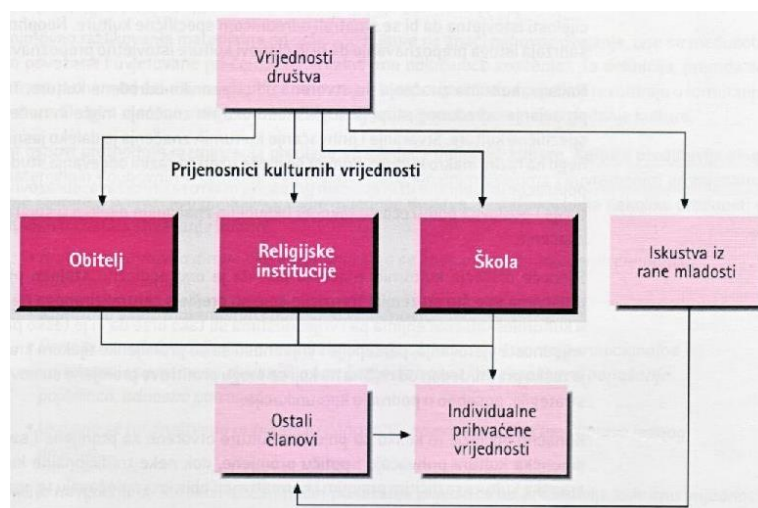 Vrijednosti
društva
Prijenosnici kulturnih vrijednosti
Obitelj
Religijske
institucije
Škola
Iskustva iz
rane mladosti
Ostali
članovi
Individualne
prihvaćene
vrijednosti